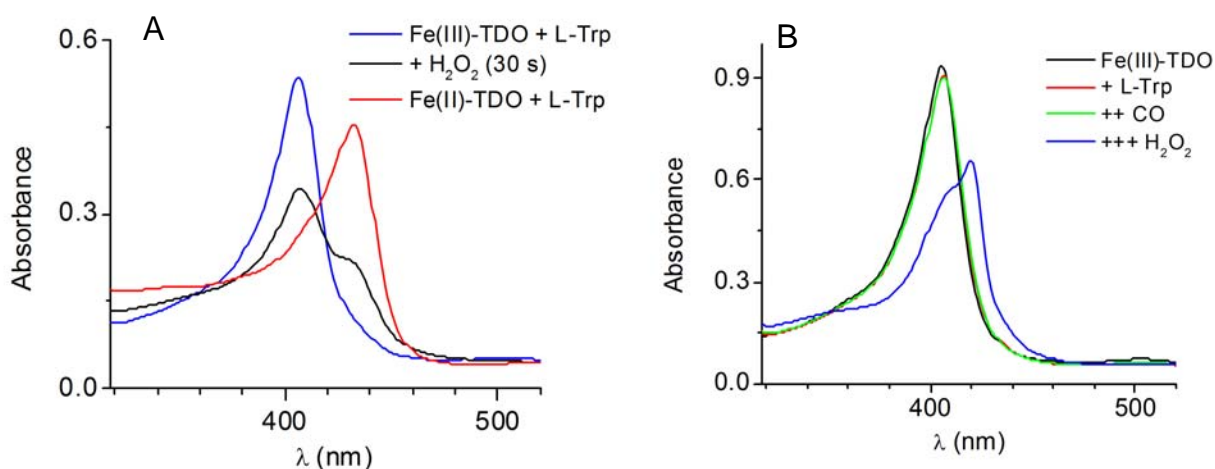 A
Fe(III)-TDO + L-Trp
+ H₂O₂ (30 s)
Fe(II)-TDO + L-Trp
0.6
0.3
0.0
Absorbance
400
500
λ (nm)
B
Fe(III)-TDO
+ L-Trp
++ CO
+++ H₂O₂
0.9
0.6
0.3
0.0
Absorbance
400
500
λ (nm)